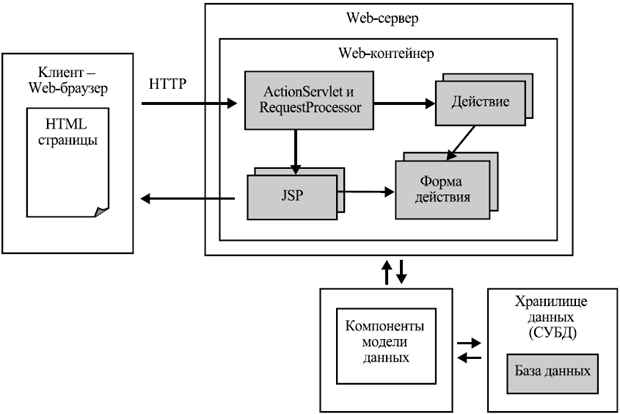 Web-сервер
Web-контейнер
Клиент –
Web-браузер
HTML
страницы
HTTP
ActionServlet и
RequestProcessor
Действие
JSP
Форма
действия
Компоненты
модели
данных
Хранилище
данных
(СУБД)
База данных